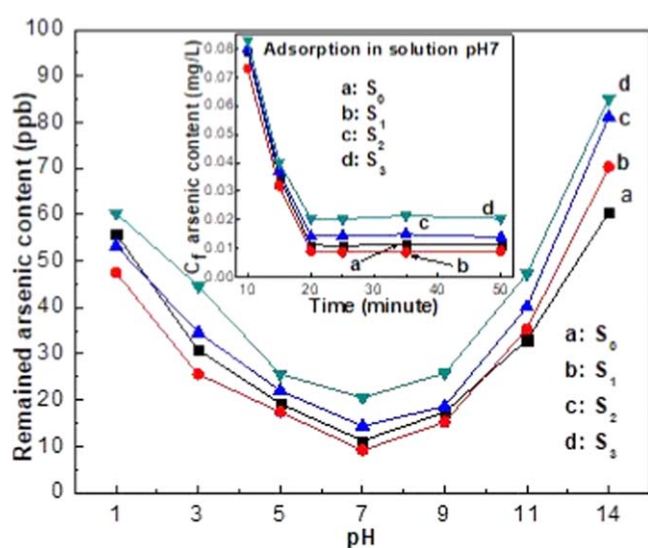 100
90
80
70
60
50
40
30
20
10
0
Remained arsenic content (ppb)
1 3 5 7 9 11 14
pH
a: S0
b: S1
c: S2
d: S3
d
c
b
a
Adsorption in solution pH7
a: S0
b: S1
c: S2
d: S3
0.08
0.07
0.06
0.05
0.04
0.03
0.02
0.01
0.00
Cf arsenic content (mg/L)
d
c
a
b
10 20 30 40 50
Time (minute)